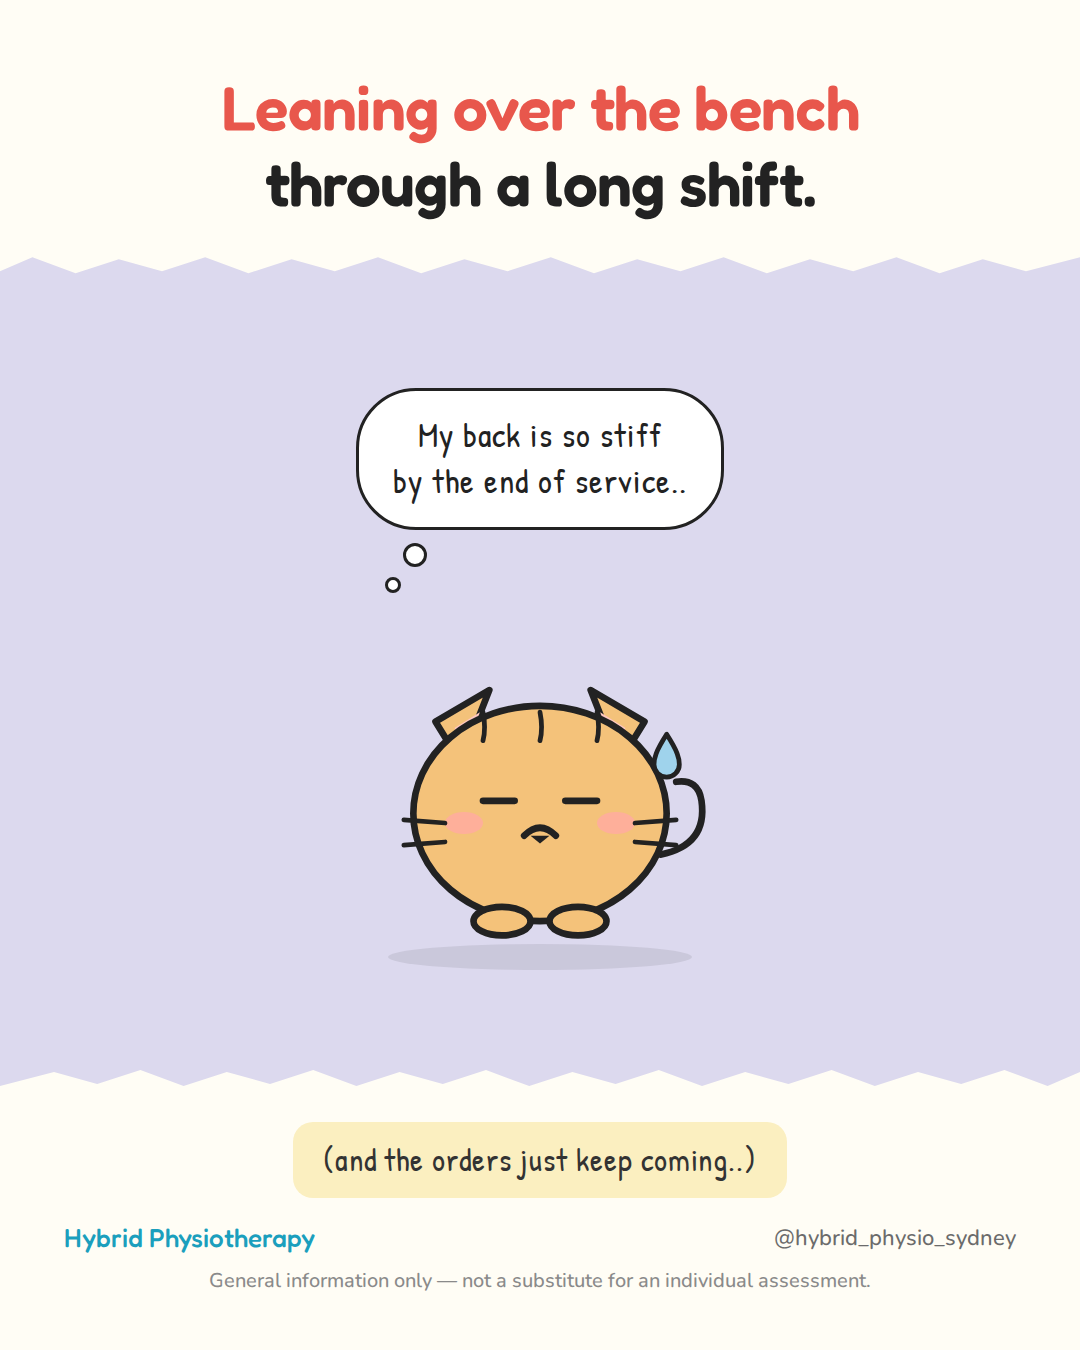 Leaning over the bench
through a long shift.
My back is so stiff
by the end of service..
(and the orders just keep coming..)
Hybrid Physiotherapy
@hybrid_physio_sydney
General information only — not a substitute for an individual assessment.